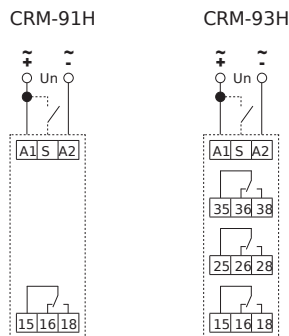 CRM-91H
~ ~
+ Un -
A1 S A2
15 16 18
CRM-93H
~ ~
+ Un -
A1 S A2
35 36 38
25 26 28
15 16 18